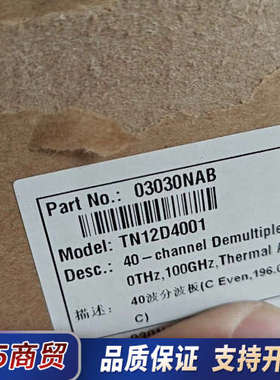 Part No.: 03030NAB
Model: TN12D4001
Desc.: 40-channel Demultiple
0THz,100GHz,Thermal A
描述: 40波分波板(C Even,196.0
C)
5商贸 品质保证 支持开